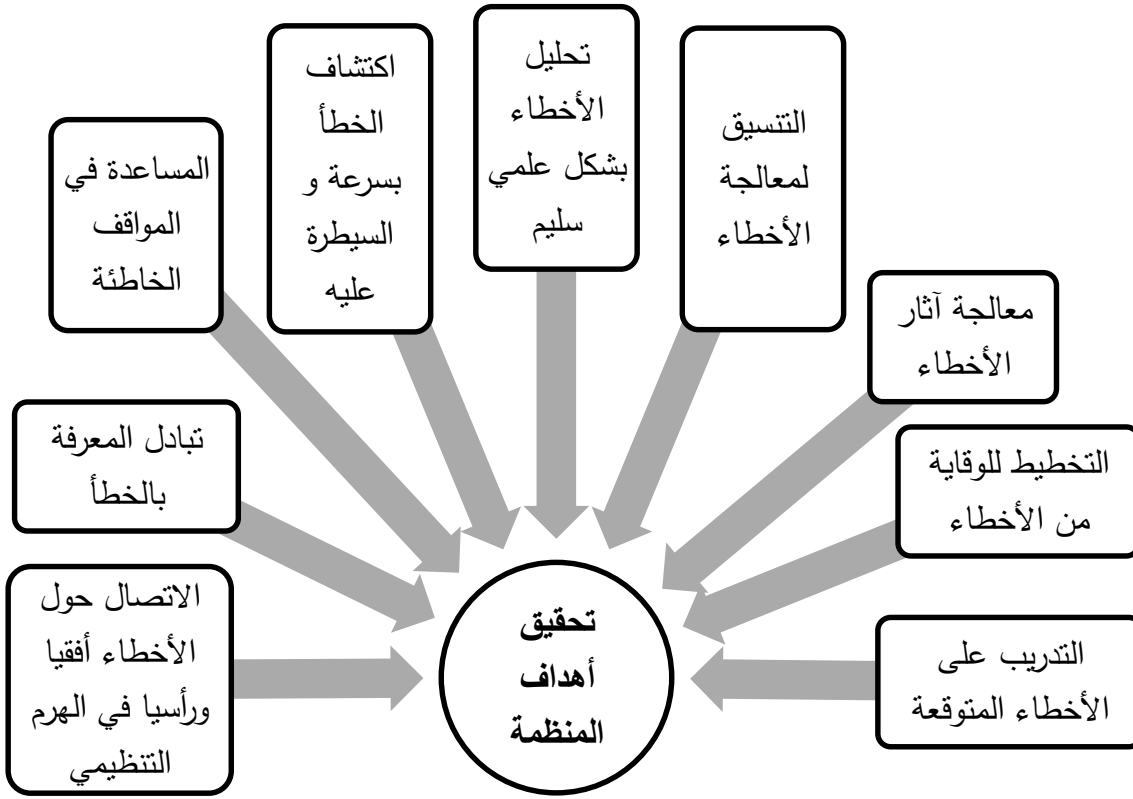 التنسيق
لمعالجة
الأخطاء
تحليل
الأخطاء
بشكل علمي
سليم
اكتشاف
الخطأ
بسرعة و
السيطرة
عليه
المساعدة في
المواقف
الخاطئة
معالجة آثار
الأخطاء
تبادل المعرفة
بالخطأ
التخطيط للوقاية
من الأخطاء
الاتصال حول
الأخطاء أفقيا
ورأسيا في الهرم
التنظيمي
التدريب على
الأخطاء المتوقعة
تحقيق
أهداف
المنظمة